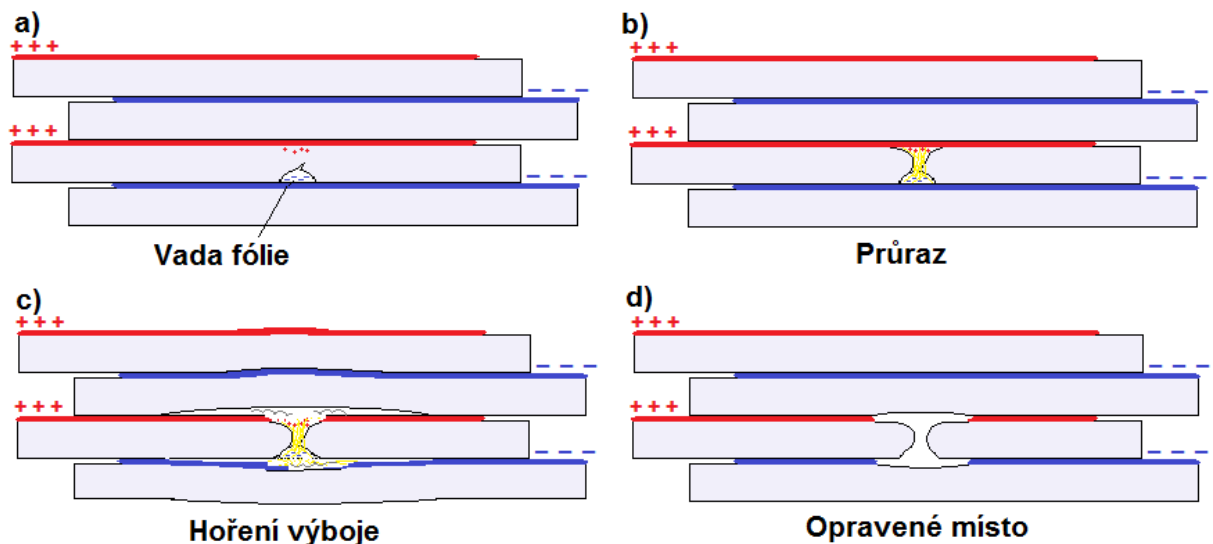 a)
+ + +
– – –
+ + +
– – –
Vada fólie
b)
+ + +
– – –
+ + +
– – –
Průraz
c)
+ + +
– – –
+ + +
– – –
Hoření výboje
d)
+ + +
– – –
+ + +
– – –
Opravené místo